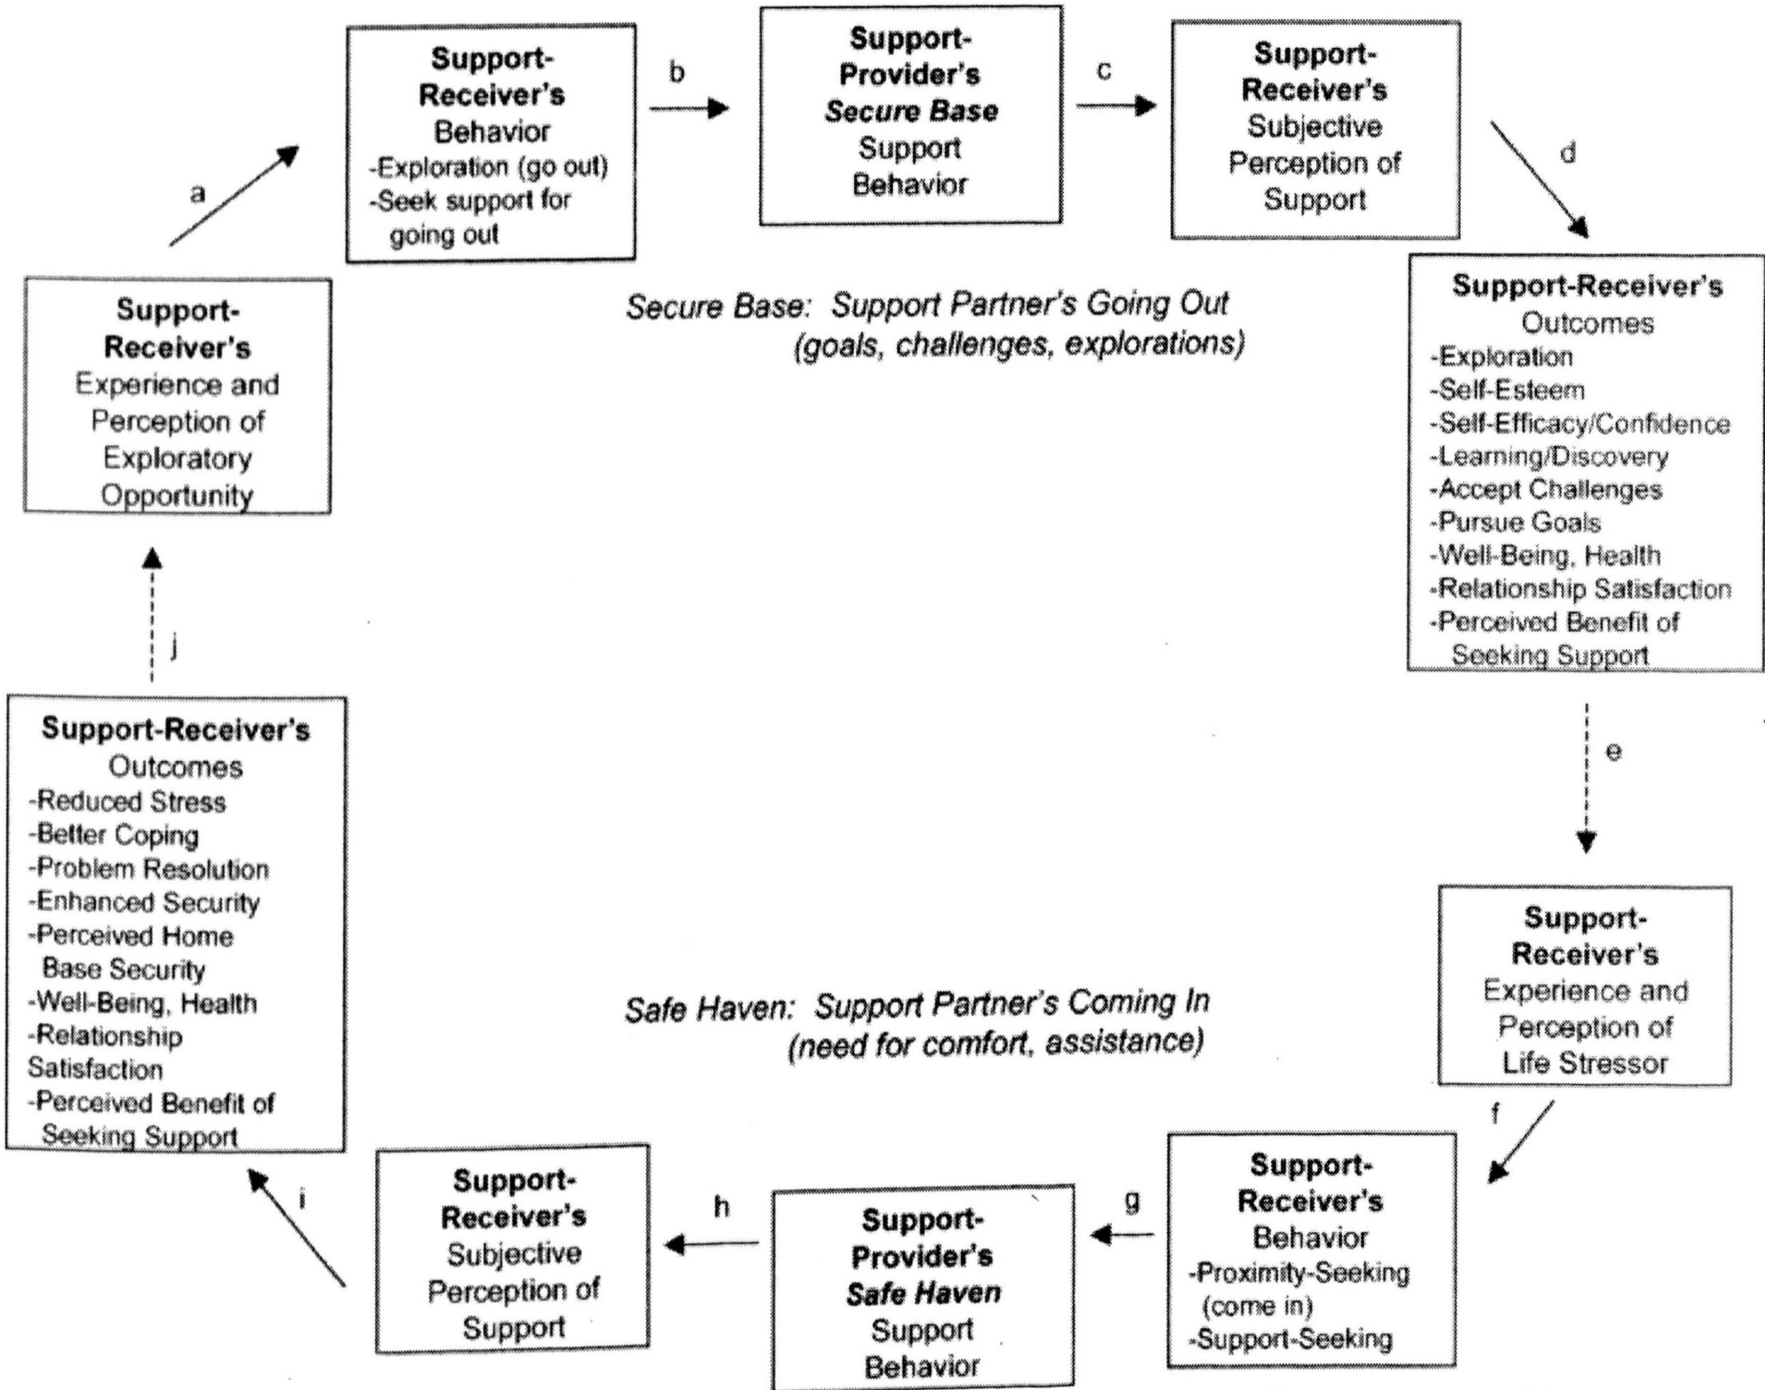 Support-
Receiver's
Behavior
-Exploration (go out)
-Seek support for
going out
b
Support-
Provider's
Secure Base
Support
Behavior
c
Support-
Receiver's
Subjective
Perception of
Support
d
a
Support-
Receiver's
Experience and
Perception of
Exploratory
Opportunity
Secure Base: Support Partner's Going Out
(goals, challenges, explorations)
Support-Receiver's
Outcomes
-Exploration
-Self-Esteem
-Self-Efficacy/Confidence
-Learning/Discovery
-Accept Challenges
-Pursue Goals
-Well-Being, Health
-Relationship Satisfaction
-Perceived Benefit of
Seeking Support
j
e
Support-Receiver's
Outcomes
-Reduced Stress
-Better Coping
-Problem Resolution
-Enhanced Security
-Perceived Home
Base Security
-Well-Being, Health
-Relationship
Satisfaction
-Perceived Benefit of
Seeking Support
Safe Haven: Support Partner's Coming In
(need for comfort, assistance)
Support-
Receiver's
Experience and
Perception of
Life Stressor
f
i
Support-
Receiver's
Subjective
Perception of
Support
h
Support-
Provider's
Safe Haven
Support
Behavior
g
Support-
Receiver's
Behavior
-Proximity-Seeking
(come in)
-Support-Seeking